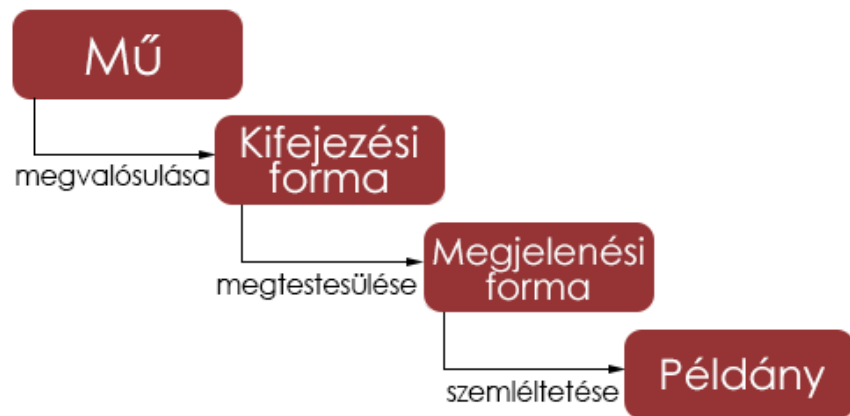 Mű
Kifejezési
forma
megvalósulása
Megjelenési
forma
megtestesülése
Példány
szemléltetése